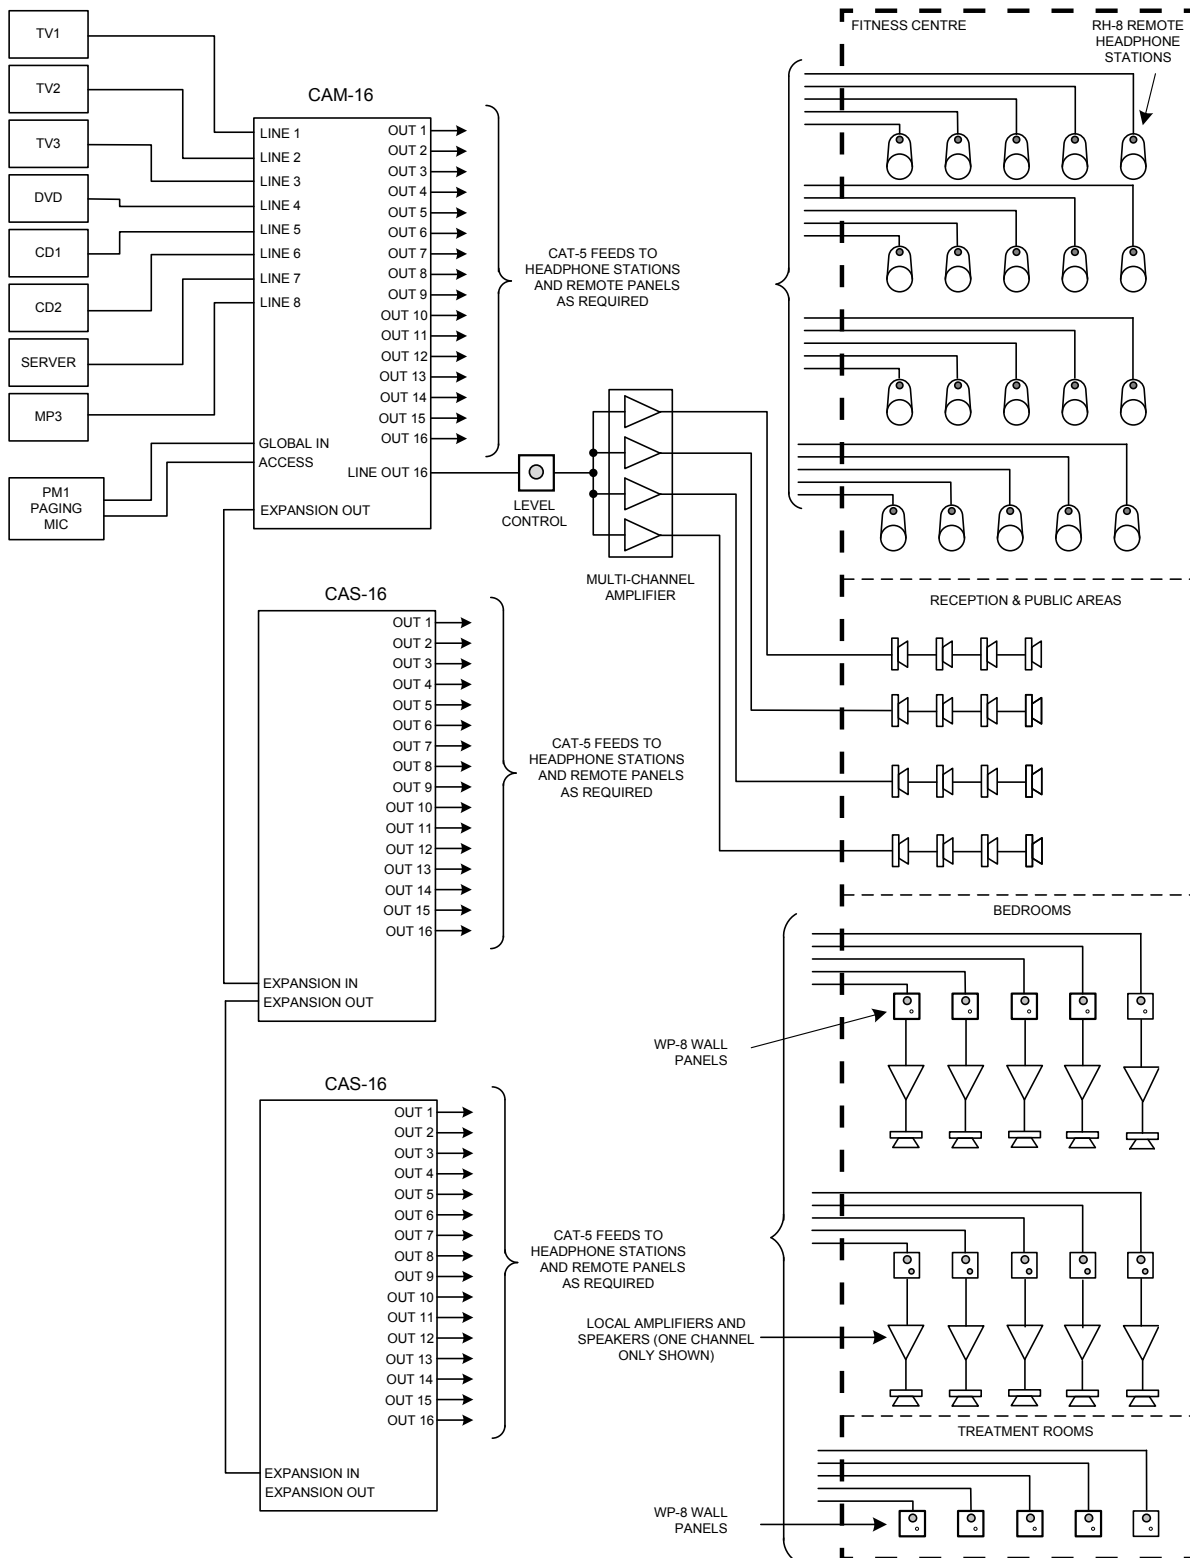 TV1
TV2
TV3
DVD
CD1
CD2
SERVER
MP3
PM1
PAGING
MIC
CAM-16
LINE 1
LINE 2
LINE 3
LINE 4
LINE 5
LINE 6
LINE 7
LINE 8
GLOBAL IN
ACCESS
EXPANSION OUT
OUT 1
OUT 2
OUT 3
OUT 4
OUT 5
OUT 6
OUT 7
OUT 8
OUT 9
OUT 10
OUT 11
OUT 12
OUT 13
OUT 14
OUT 15
OUT 16
LINE OUT 16
CAT-5 FEEDS TO
HEADPHONE STATIONS
AND REMOTE PANELS
AS REQUIRED
LEVEL
CONTROL
MULTI-CHANNEL
AMPLIFIER
CAS-16
OUT 1
OUT 2
OUT 3
OUT 4
OUT 5
OUT 6
OUT 7
OUT 8
OUT 9
OUT 10
OUT 11
OUT 12
OUT 13
OUT 14
OUT 15
OUT 16
EXPANSION IN
EXPANSION OUT
CAT-5 FEEDS TO
HEADPHONE STATIONS
AND REMOTE PANELS
AS REQUIRED
CAS-16
OUT 1
OUT 2
OUT 3
OUT 4
OUT 5
OUT 6
OUT 7
OUT 8
OUT 9
OUT 10
OUT 11
OUT 12
OUT 13
OUT 14
OUT 15
OUT 16
EXPANSION IN
EXPANSION OUT
CAT-5 FEEDS TO
HEADPHONE STATIONS
AND REMOTE PANELS
AS REQUIRED
FITNESS CENTRE
RH-8 REMOTE
HEADPHONE
STATIONS
RECEPTION & PUBLIC AREAS
BEDROOMS
WP-8 WALL
PANELS
LOCAL AMPLIFIERS AND
SPEAKERS (ONE CHANNEL
ONLY SHOWN)
TREATMENT ROOMS
WP-8 WALL
PANELS